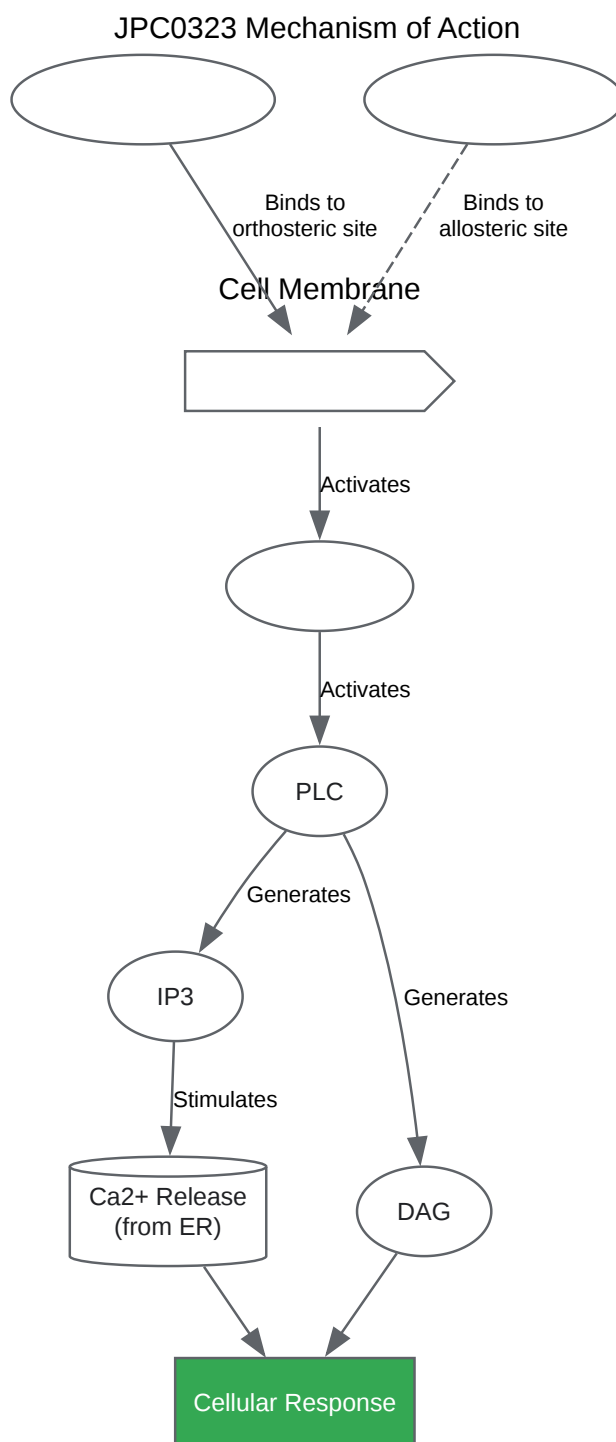 JPC0323 Mechanism of Action
Binds to
orthosteric site
Binds to
allosteric site
Cell Membrane
Activates
Activates
PLC
Generates
IP3
Generates
Stimulates
Ca2+ Release
(from ER)
DAG
Cellular Response